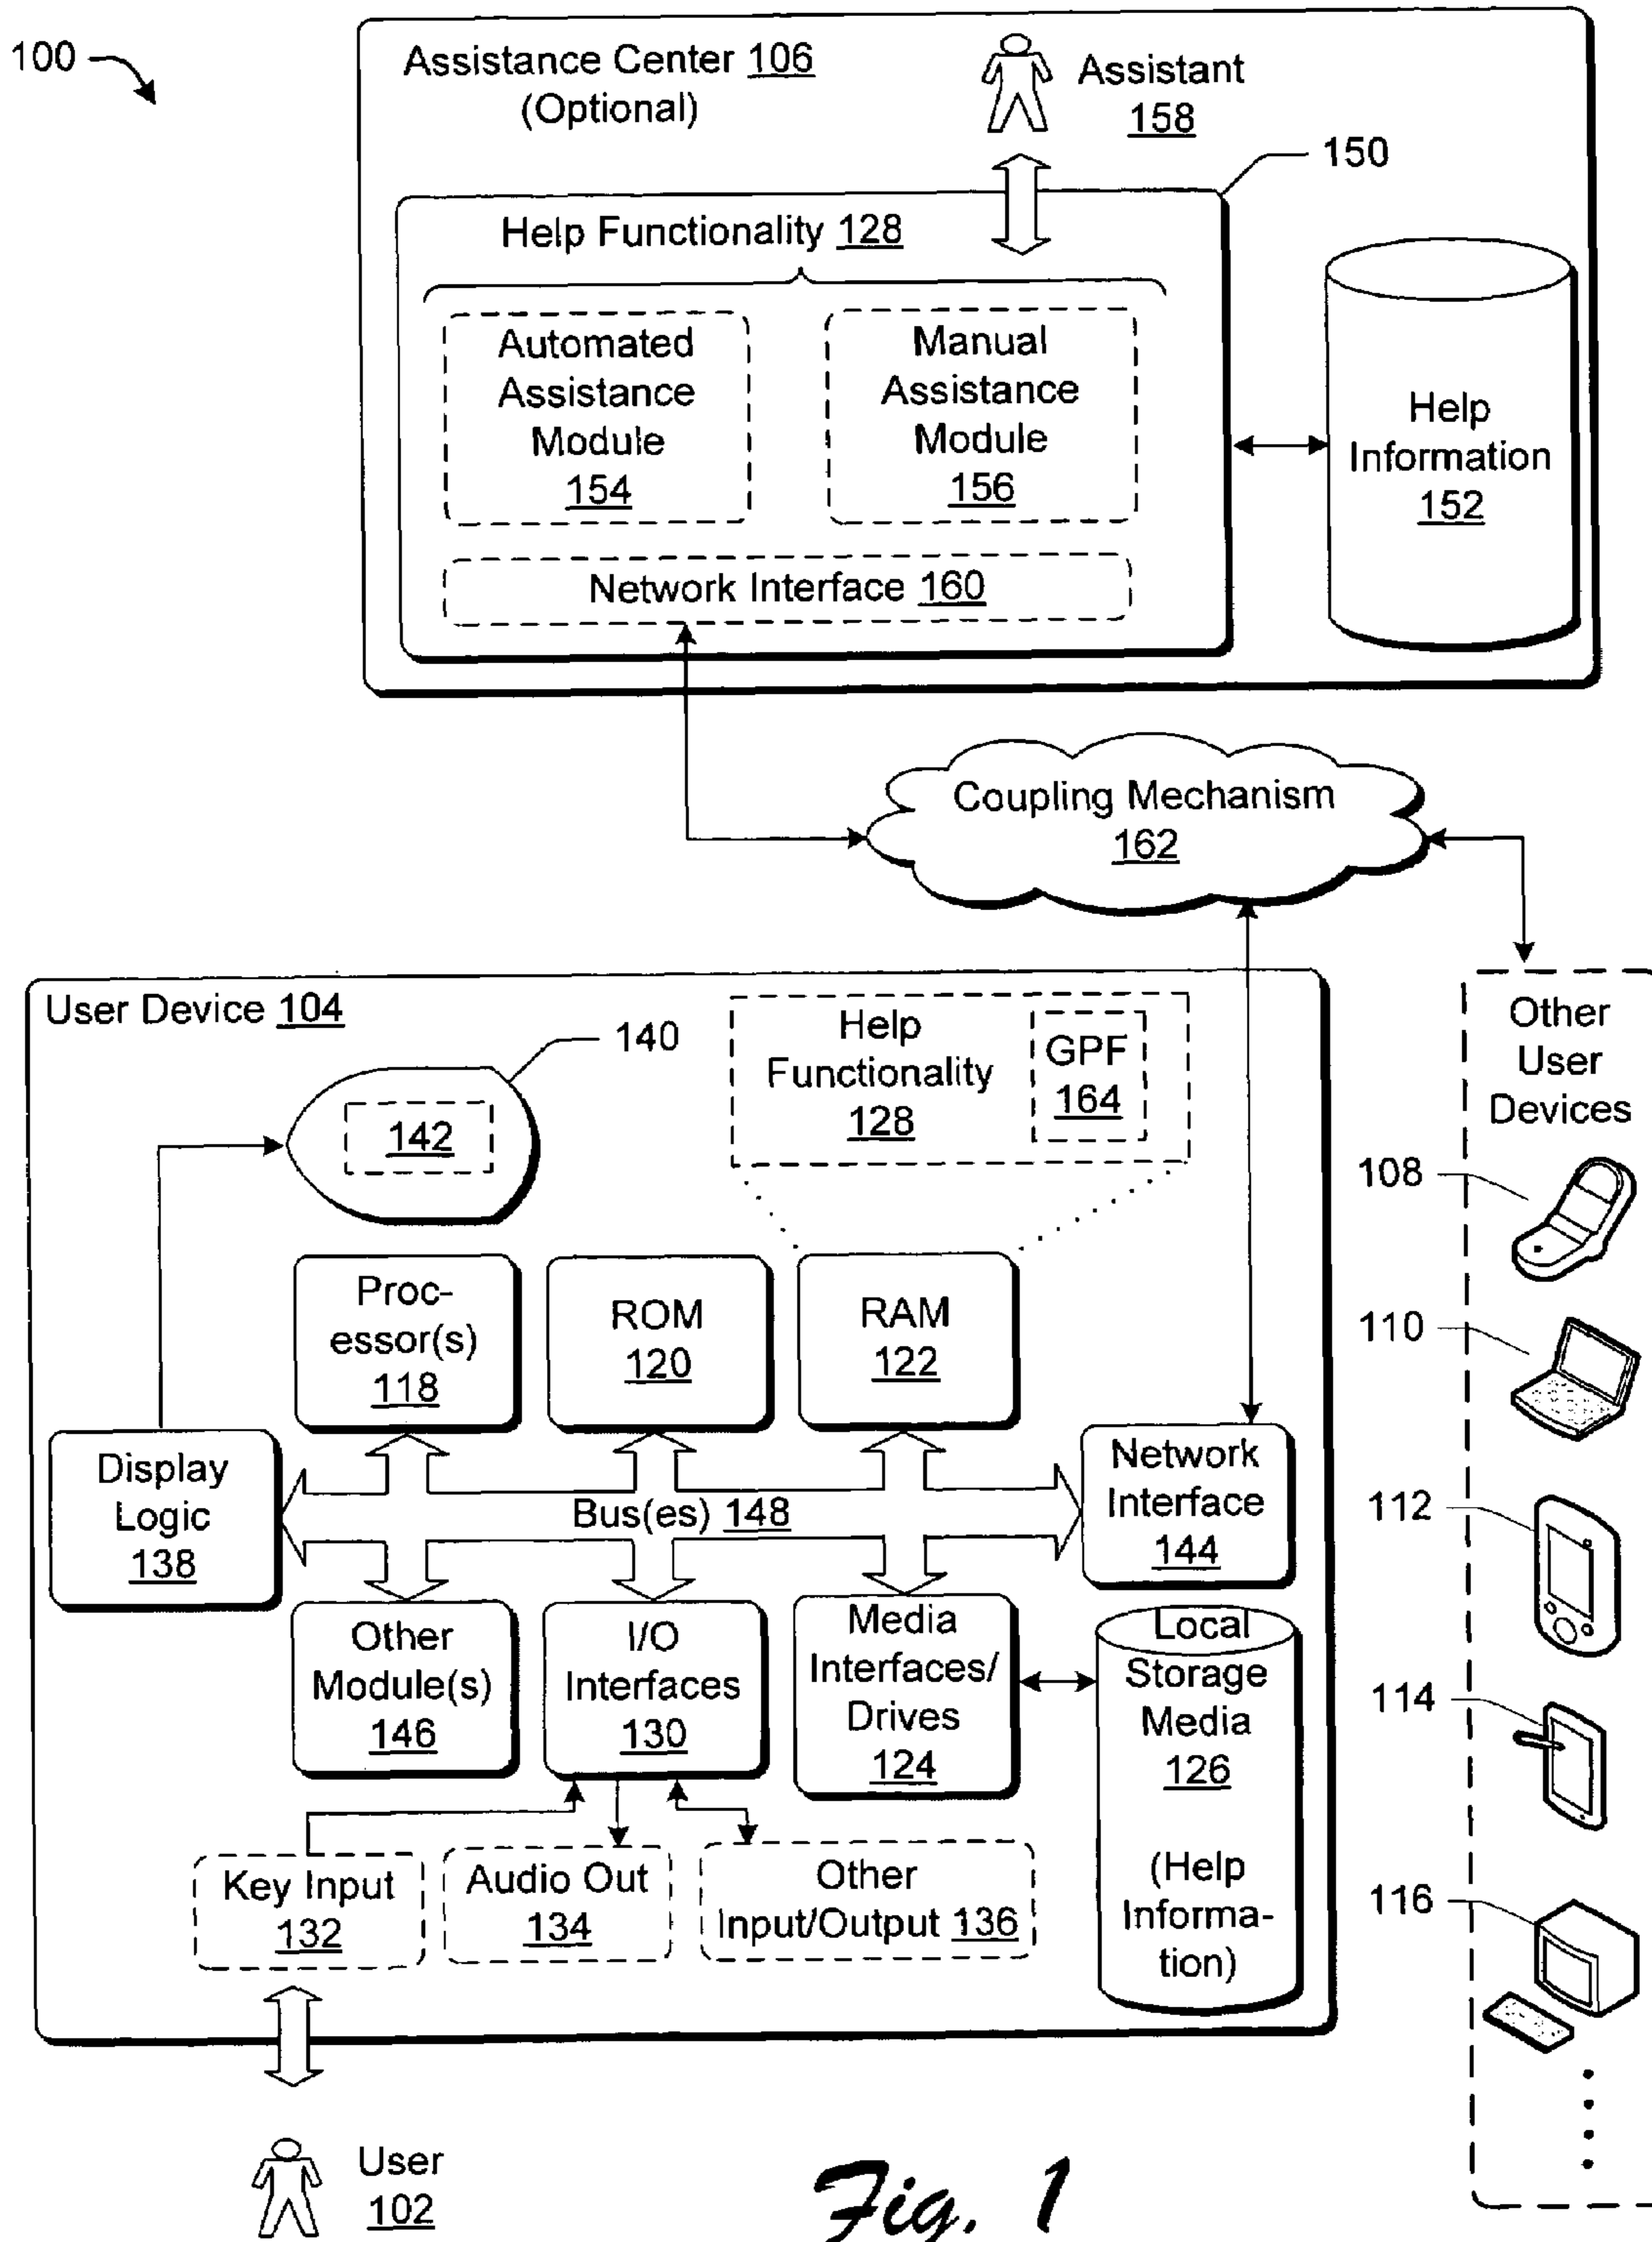 100
Assistance Center 106
(Optional)
Assistant
158
150
Help Functionality 128
Automated
Assistance
Module
154
Manual
Assistance
Module
156
Help
Information
152
Network Interface 160
Coupling Mechanism
162
User Device 104
140
142
Help
Functionality
128
GPF
164
Other
User
Devices
108
110
112
114
116
Proc-
essor(s)
118
ROM
120
RAM
122
Display
Logic
138
Bus(es) 148
Network
Interface
144
Other
Module(s)
146
I/O
Interfaces
130
Media
Interfaces/
Drives
124
Local
Storage
Media
126
(Help
Informa-
tion)
Key Input
132
Audio Out
134
Other
Input/Output 136
User
102
Fig. 1